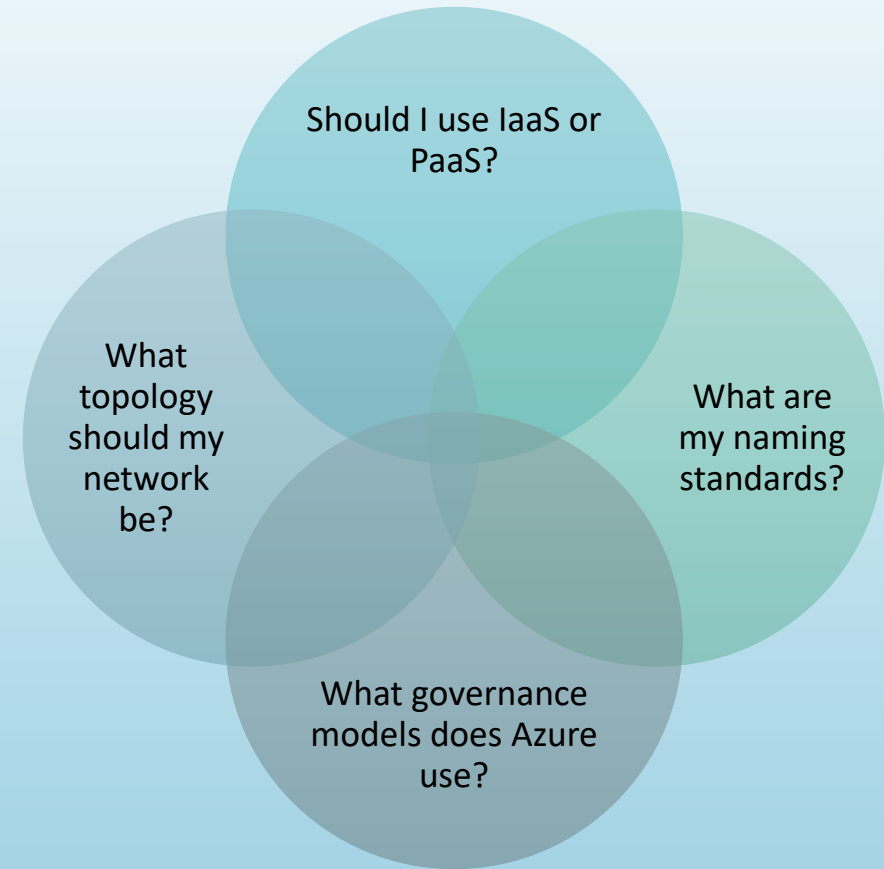 Should I use IaaS or
PaaS?
What
topology
should my
network
be?
What are
my naming
standards?
What governance
models does Azure
use?